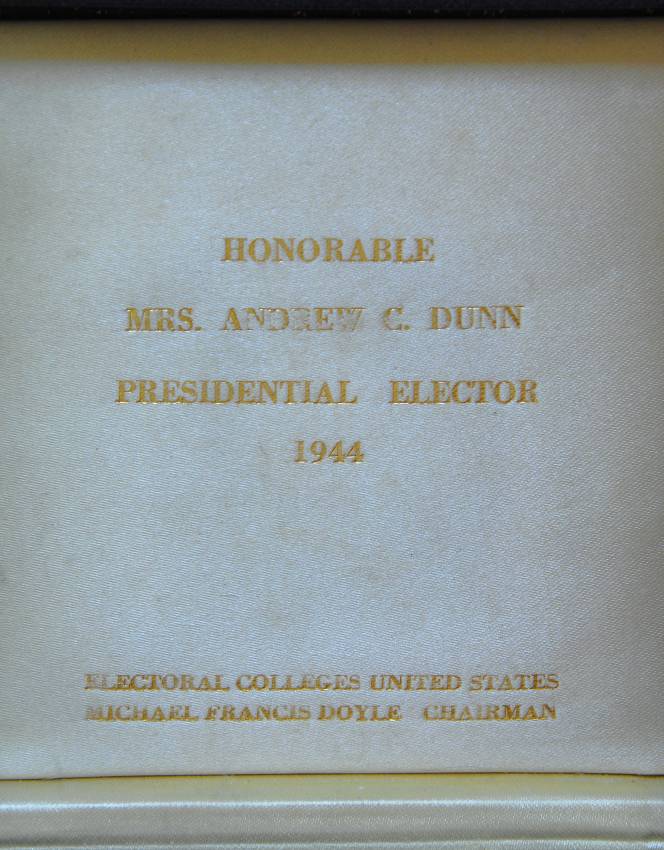 HONORABLE
MRS. ANDREW C. DUNN
PRESIDENTIAL ELECTOR
1944
ELECTORAL COLLEGES UNITED STATES
MICHAEL FRANCIS DOYLE CHAIRMAN